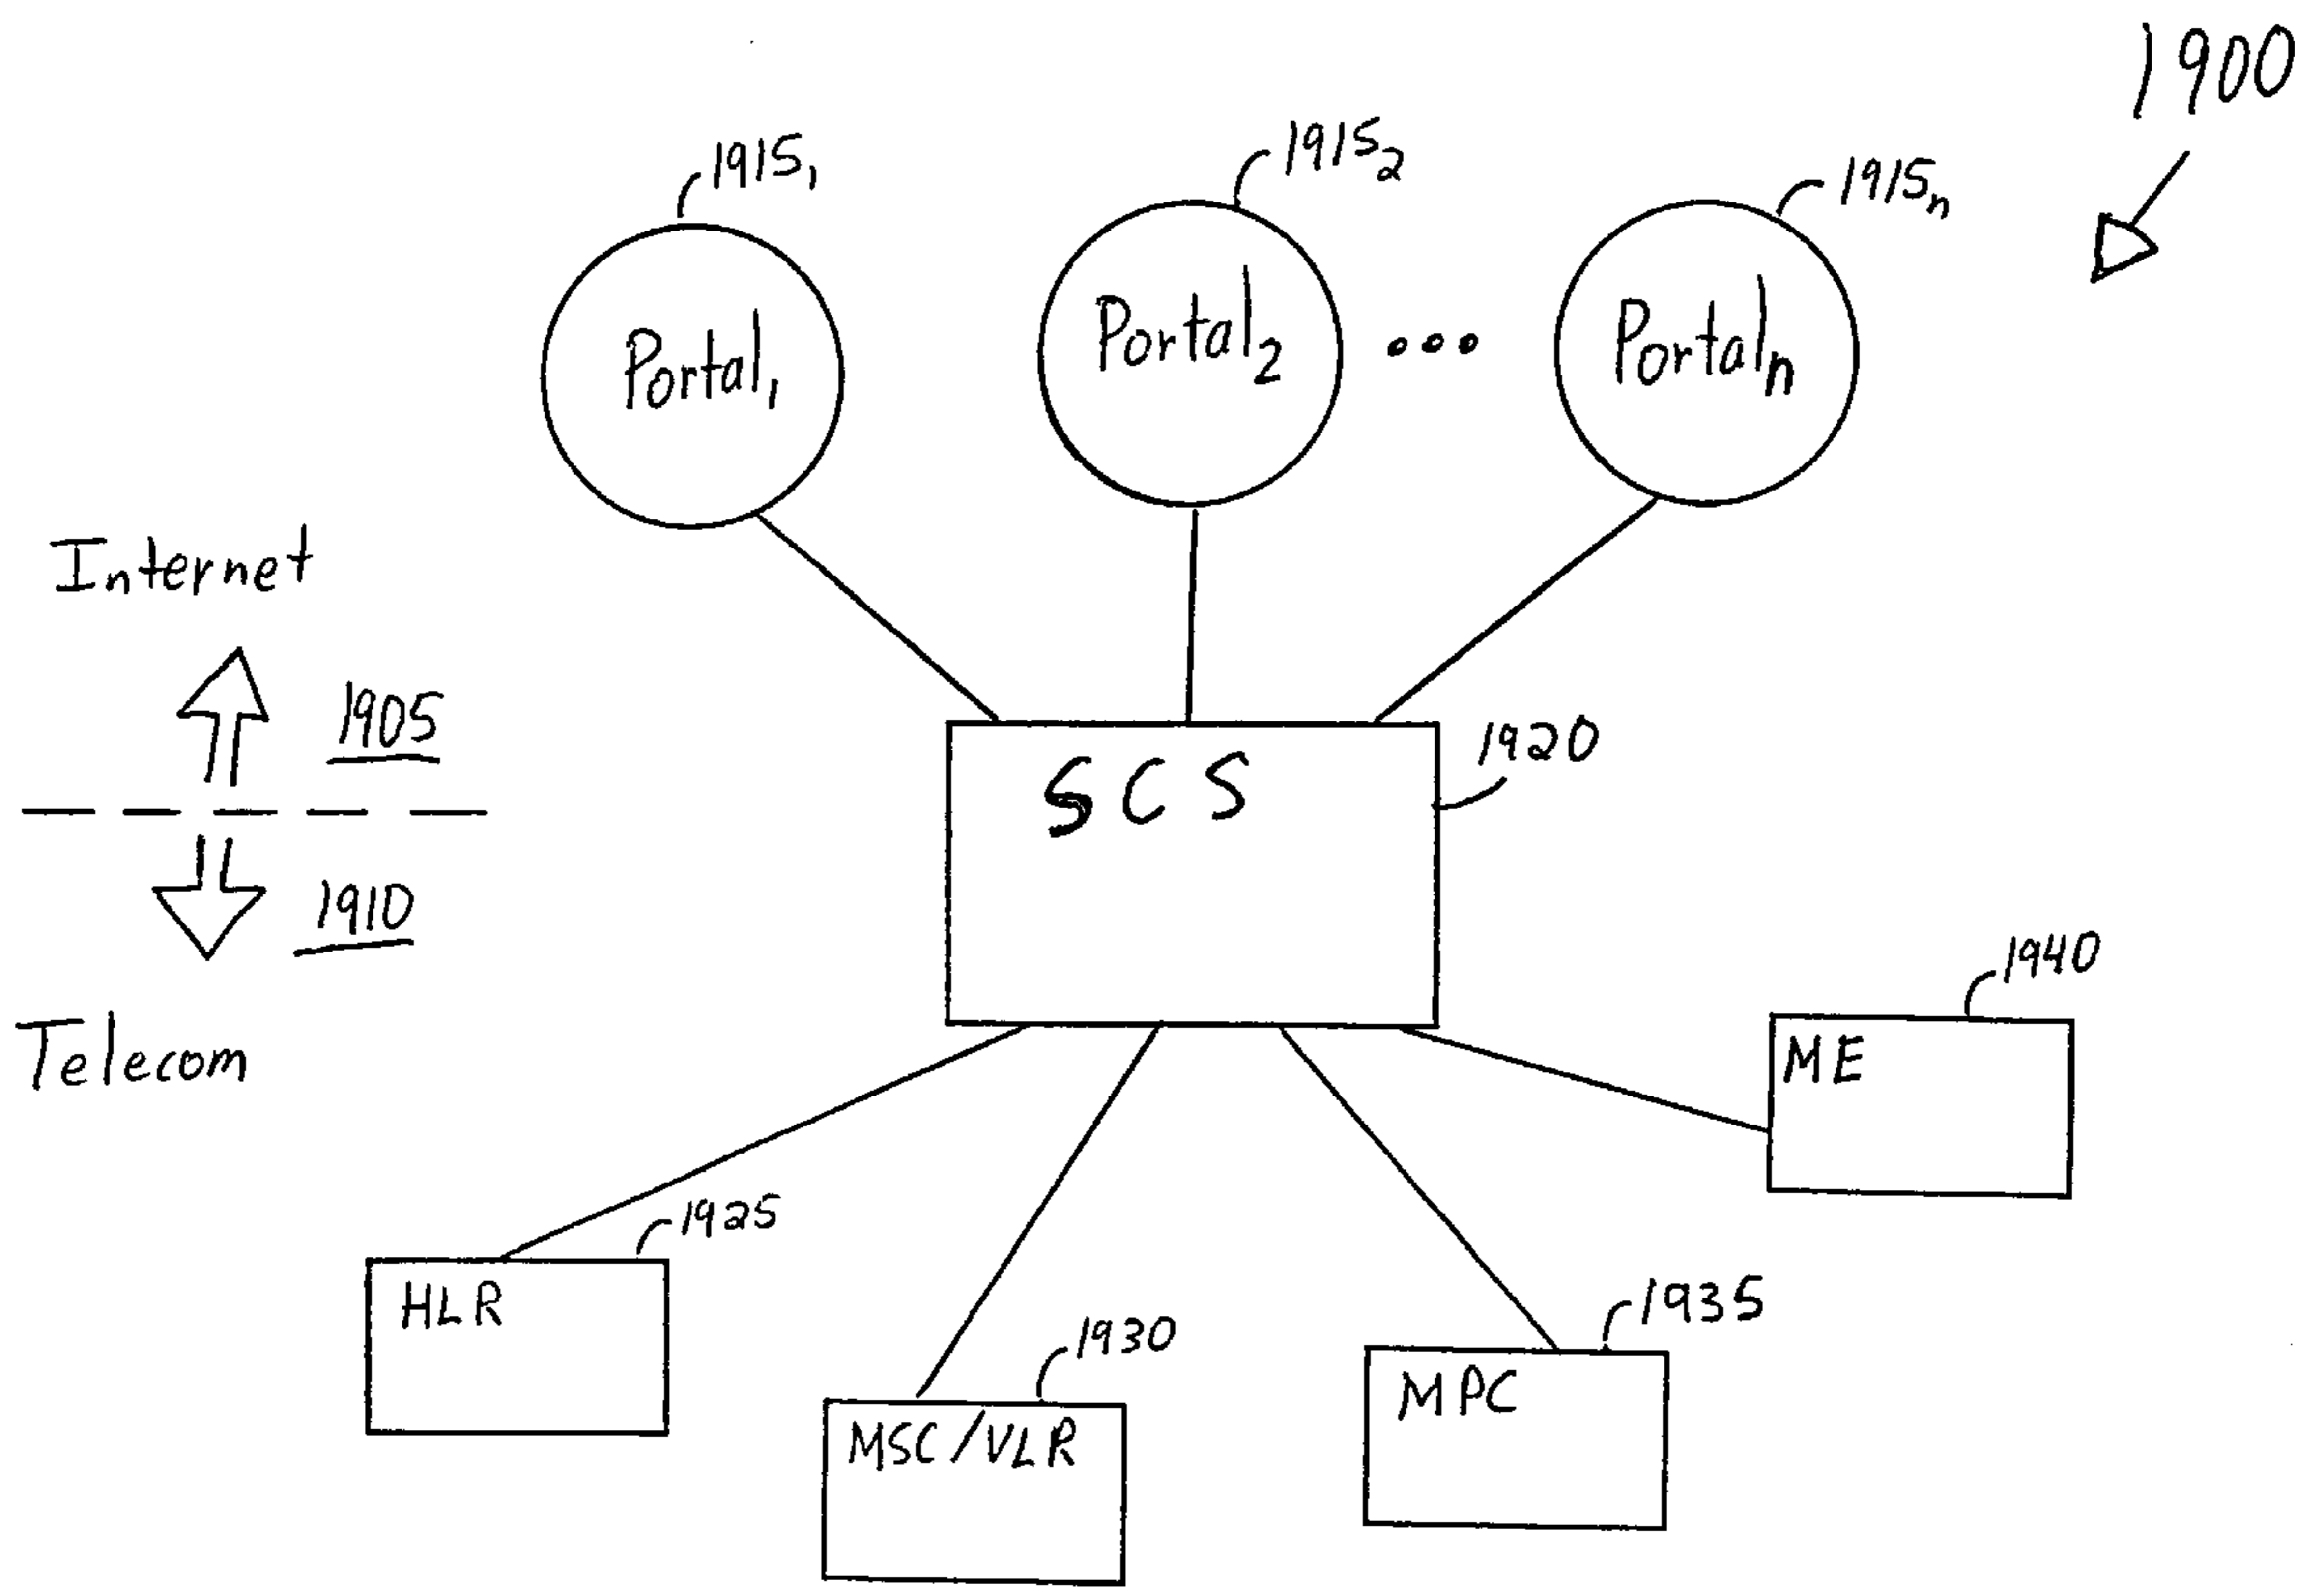 1900
1915₁
1915₂
1915ₙ
Portal₁
Portal₂
Portalₙ
Internet
1905
SCS
1920
1910
Telecom
1940
ME
1925
HLR
1930
MSC/VLR
1935
MPC